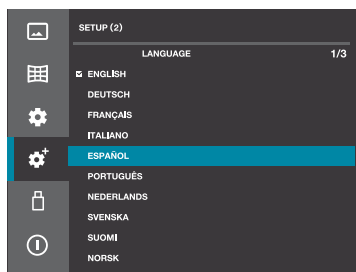 SETUP (2)
LANGUAGE 1/3
ENGLISH
DEUTSCH
FRANÇAIS
ITALIANO
ESPAÑOL
PORTUGUÊS
NEDERLANDS
SVENSKA
SUOMI
NORSK